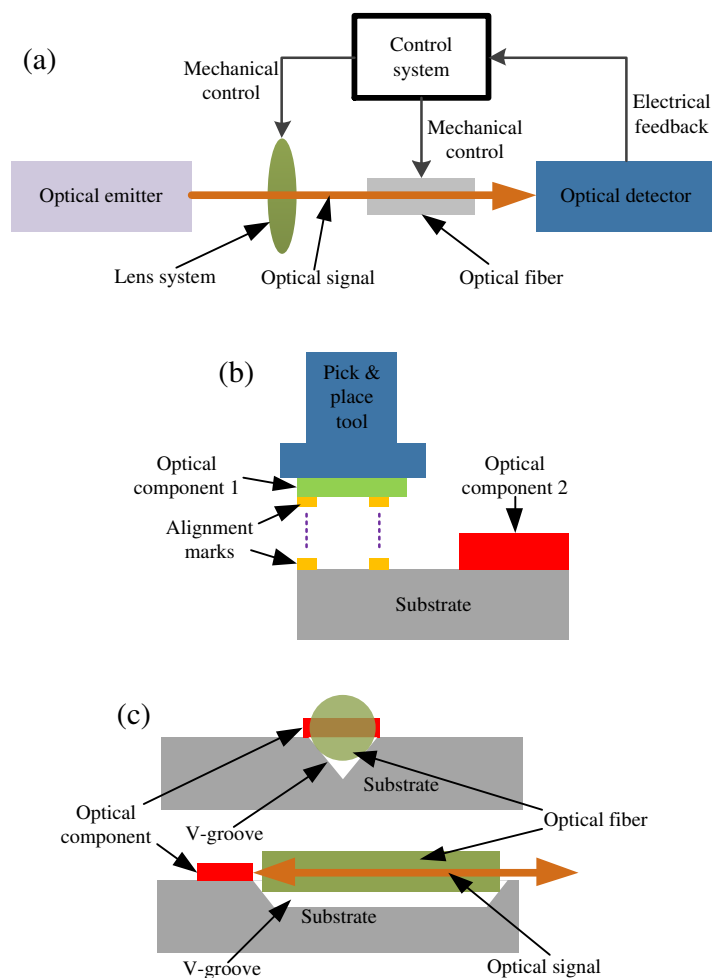 (a)
Control
system
Mechanical
control
Mechanical
control
Electrical
feedback
Optical emitter
Optical detector
Lens system
Optical signal
Optical fiber
(b)
Pick &
place
tool
Optical
component 1
Optical
component 2
Alignment
marks
Substrate
(c)
Substrate
Optical
component
V-groove
Optical fiber
Substrate
V-groove
Optical signal